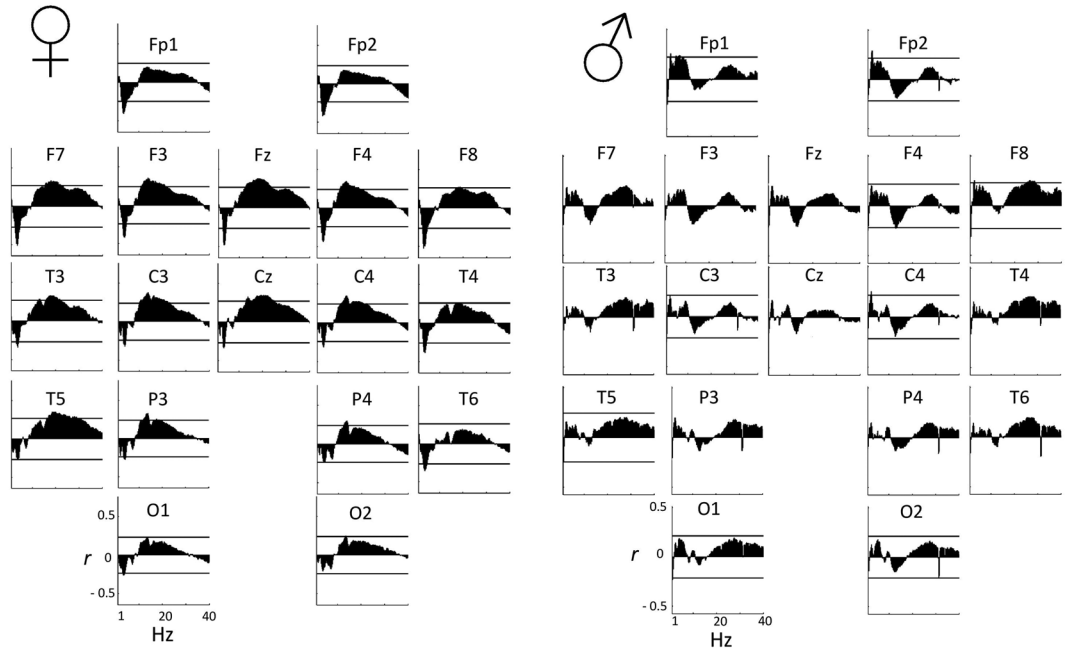 Fp1 Fp2
F7 F3 Fz F4 F8
T3 C3 Cz C4 T4
T5 P3 P4 T6
O1 O2
0.5
r 0
- 0.5
1 20 40
Hz
Fp1 Fp2
F7 F3 Fz F4 F8
T3 C3 Cz C4 T4
T5 P3 P4 T6
O1 O2
0.5
r 0
- 0.5
1 20 40
Hz